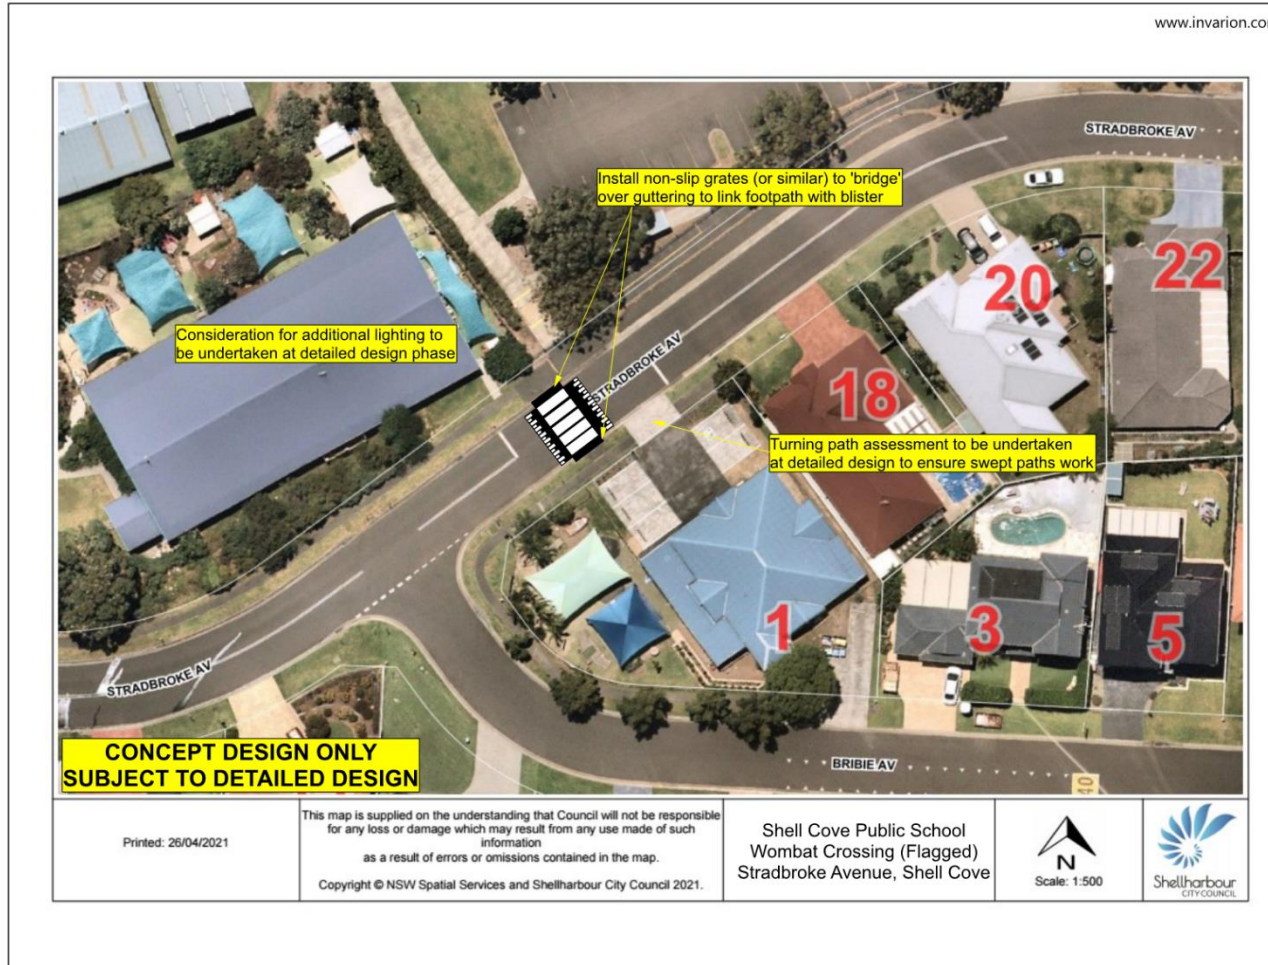 www.invarion.co
STRADBROKE AV
Install non-slip grates (or similar) to 'bridge'
over guttering to link footpath with blister
20
22
Consideration for additional lighting to
be undertaken at detailed design phase
STRADBROKE AV
18
Turning path assessment to be undertaken
at detailed design to ensure swept paths work
1
3
5
STRADBROKE AV
CONCEPT DESIGN ONLY
SUBJECT TO DETAILED DESIGN
BRIBIE AV
40
Printed: 26/04/2021
This map is supplied on the understanding that Council will not be responsible
for any loss or damage which may result from any use made of such
information
as a result of errors or omissions contained in the map.
Copyright © NSW Spatial Services and Shellharbour City Council 2021.
Shell Cove Public School
Wombat Crossing (Flagged)
Stradbroke Avenue, Shell Cove
N
Scale: 1:500
Shellharbour
CITY COUNCIL